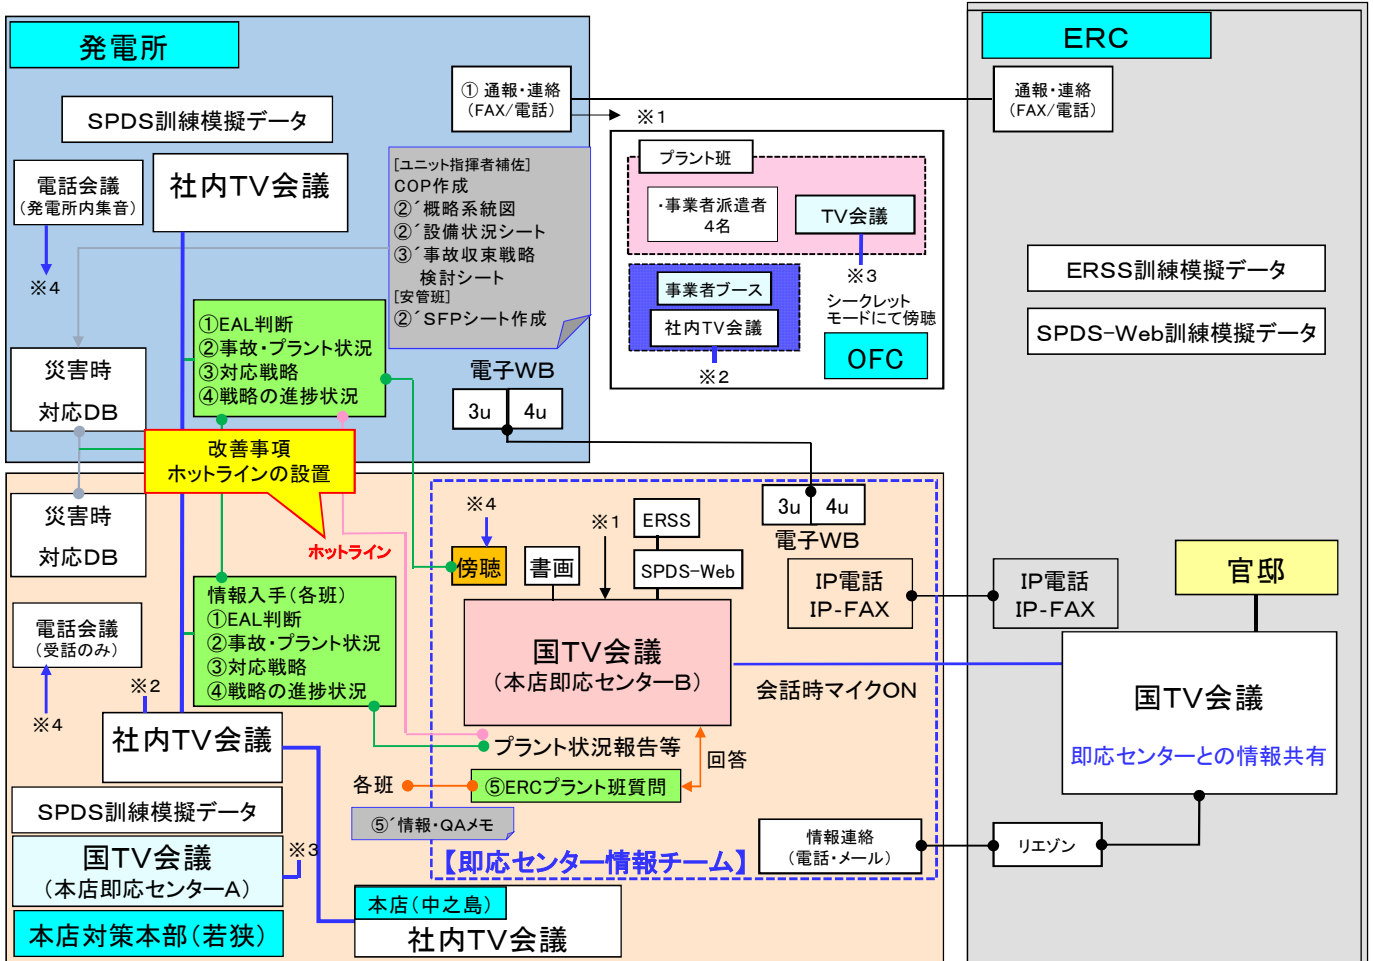 発電所
SPDS訓練模擬データ
電話会議
（発電所内集音）
※4
社内TV会議
① 通報・連絡
（FAX/電話）
※1
[ユニット指揮者補佐]
COP作成
②´概略系統図
②´設備状況シート
③´事故収束戦略
検討シート
[安管班]
②´SFPシート作成
①EAL判断
②事故・プラント状況
③対応戦略
④戦略の進捗状況
災害時
対応DB
電子WB
3u
4u
プラント班
・事業者派遣者
4名
TV会議
※3
シークレット
モードにて傍聴
事業者ブース
社内TV会議
※2
OFC
ERC
通報・連絡
（FAX/電話）
ERSS訓練模擬データ
SPDS-Web訓練模擬データ
改善事項
ホットラインの設置
ホットライン
災害時
対応DB
情報入手（各班）
①EAL判断
②事故・プラント状況
③対応戦略
④戦略の進捗状況
電話会議
（受話のみ）
※4
※2
社内TV会議
SPDS訓練模擬データ
国TV会議
（本店即応センターA）
※3
本店対策本部（若狭）
本店（中之島）
社内TV会議
※4
傍聴
書画
※1
ERSS
SPDS-Web
3u
4u
電子WB
国TV会議
（本店即応センターB）
会話時マイクON
プラント状況報告等
回答
各班
⑤ERCプラント班質問
⑤´情報・QAメモ
【即応センター情報チーム】
情報連絡
（電話・メール）
IP電話
IP-FAX
IP電話
IP-FAX
官邸
国TV会議
即応センターとの情報共有
リエゾン